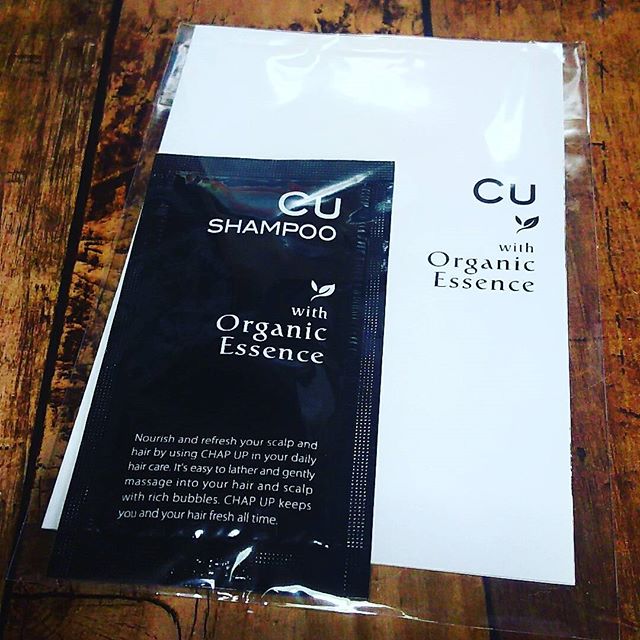 CU
SHAMPOO
with
Organic
Essence
Nourish and refresh your scalp and
hair by using CHAP UP in your daily
hair care. It's easy to lather and gently
massage into your hair and scalp
with rich bubbles. CHAP UP keeps
you and your hair fresh all time.
CU
with
Organic
Essence